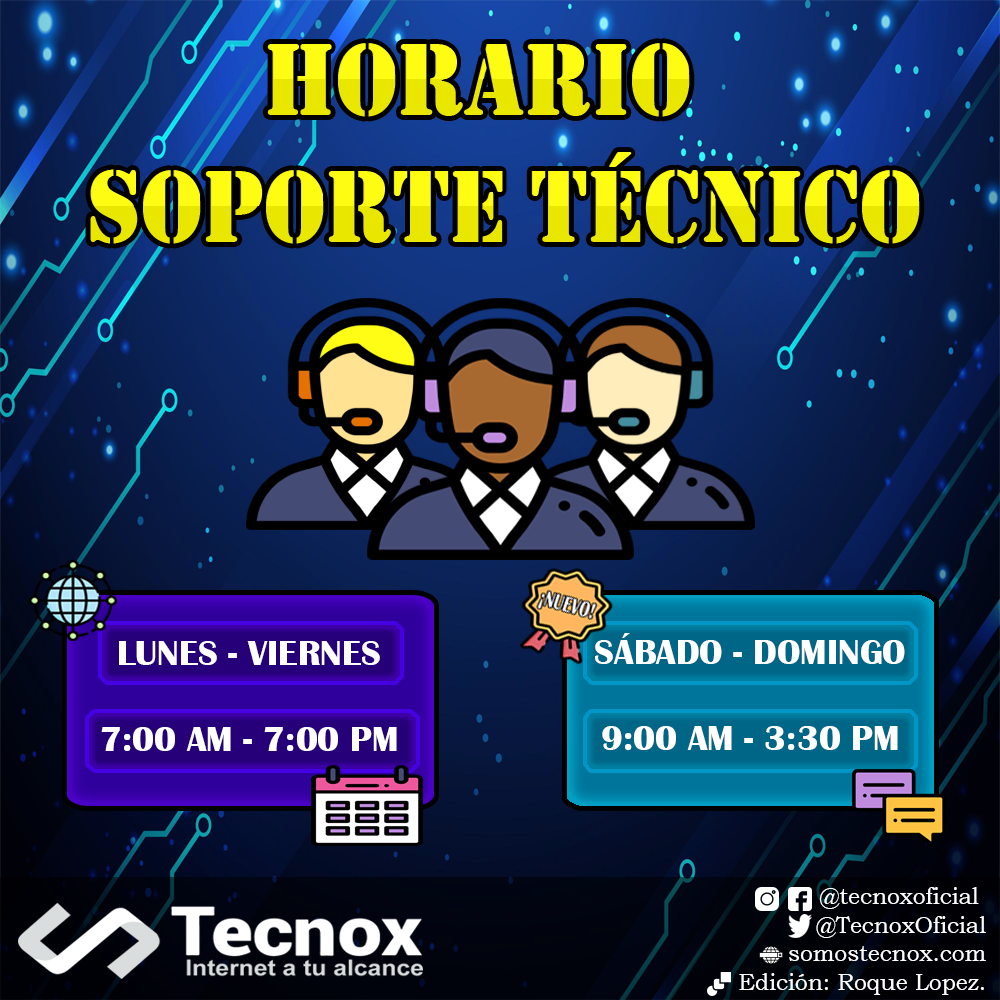 HORARIO
SOPORTE TÉCNICO
¡NUEVO!
LUNES - VIERNES
7:00 AM - 7:00 PM
SÁBADO - DOMINGO
9:00 AM - 3:30 PM
Tecnox
Internet a tu alcance
@tecnoxoficial
@TecnoxOficial
somostecnox.com
Edición: Roque Lopez.